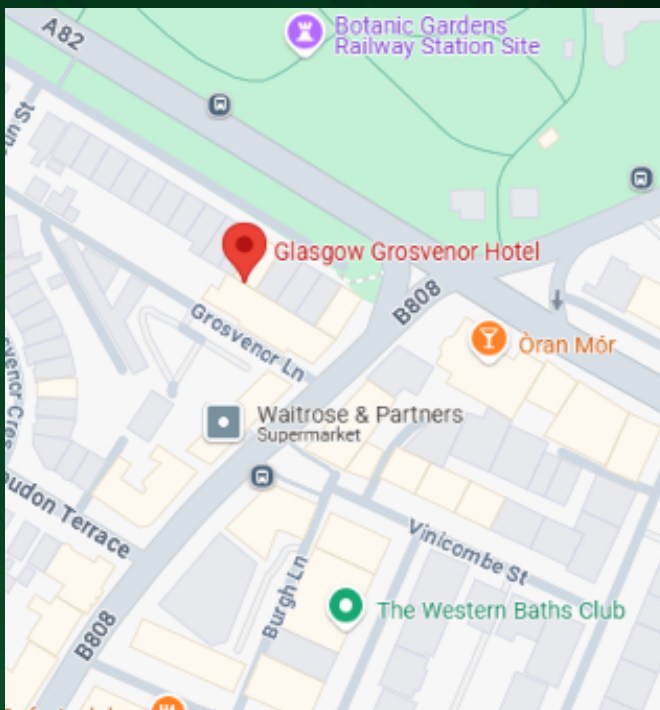 A82
Botanic Gardens
Railway Station Site
Glasgow Grosvenor Hotel
B808
Grosvenor Ln
Òran Mór
Waitrose & Partners
Supermarket
Terrace
Vinicombe St
Burgh Ln
The Western Baths Club
B808